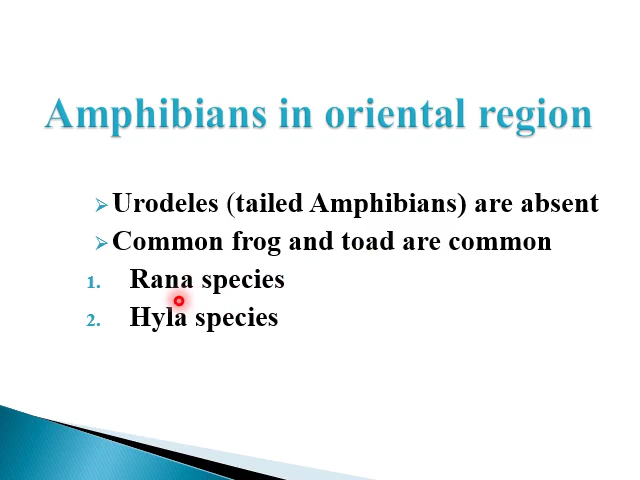 Amphibians in oriental region
Urodeles (tailed Amphibians) are absent
Common frog and toad are common
1. Rana species
2. Hyla species